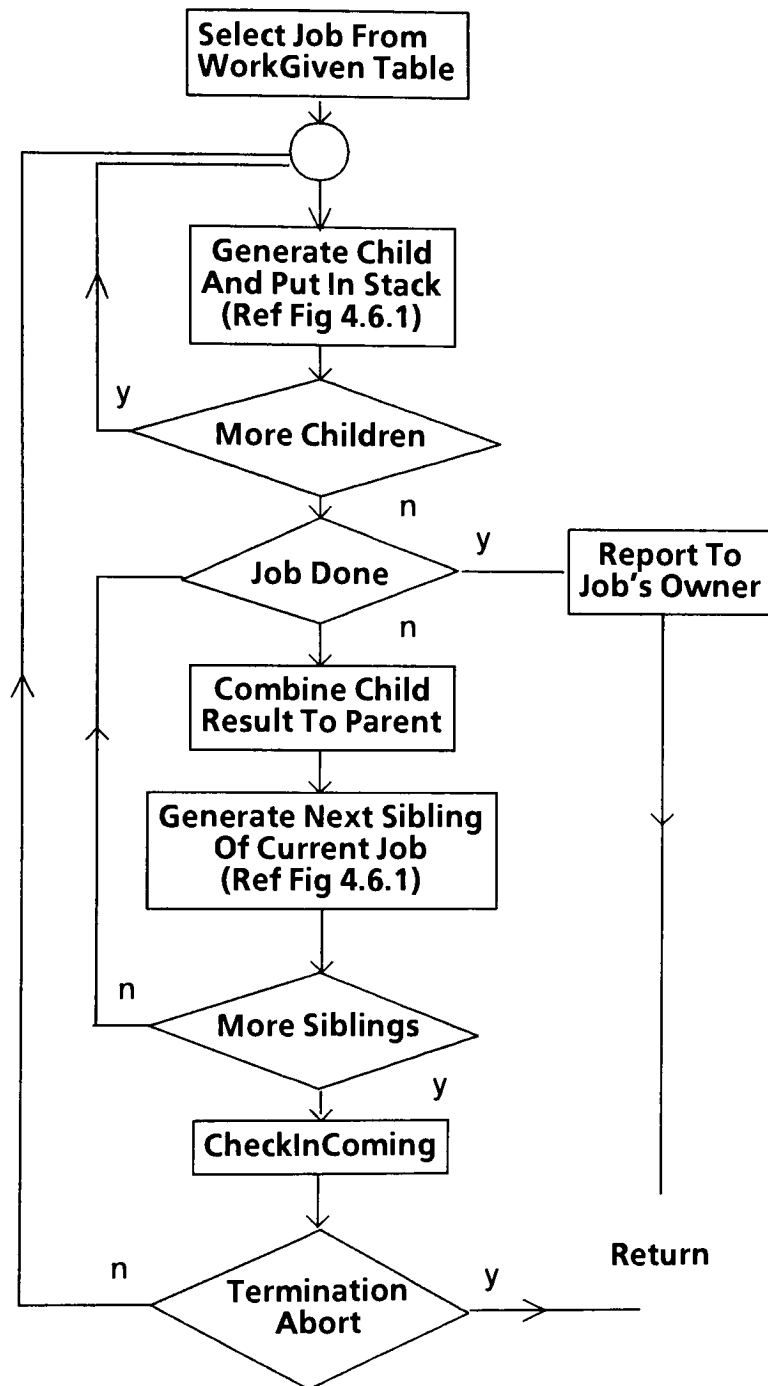 Select Job From
WorkGiven Table
Generate Child
And Put In Stack
(Ref Fig 4.6.1)
y
More Children
n
Job Done
y
Report To
Job's Owner
n
Combine Child
Result To Parent
Generate Next Sibling
Of Current Job
(Ref Fig 4.6.1)
n
More Siblings
y
CheckInComing
n
Termination
Abort
y
Return